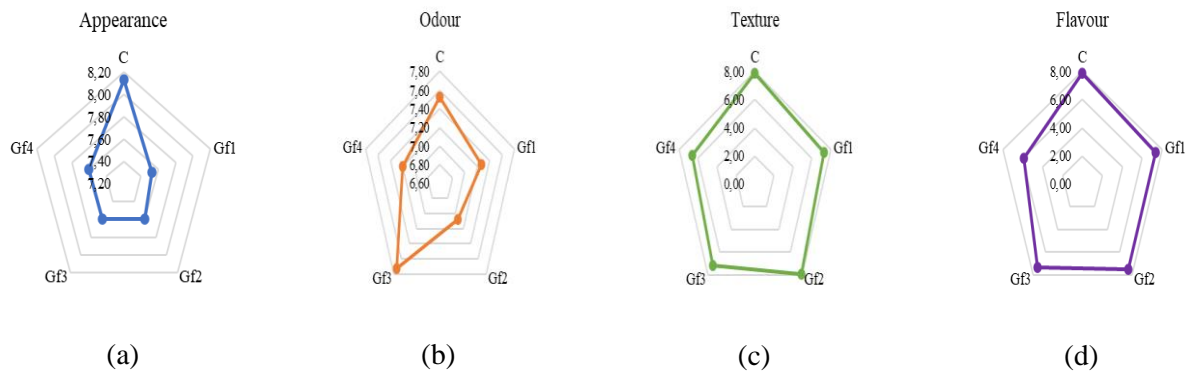 Appearance
C
8,20
8,00
7,80
7,60
7,40
7,20
Gf1
Gf2
Gf3
Gf4
(a)
Odour
C
7,80
7,60
7,40
7,20
7,00
6,80
6,60
Gf1
Gf2
Gf3
Gf4
(b)
Texture
C
8,00
6,00
4,00
2,00
0,00
Gf1
Gf2
Gf3
Gf4
(c)
Flavour
C
8,00
6,00
4,00
2,00
0,00
Gf1
Gf2
Gf3
Gf4
(d)